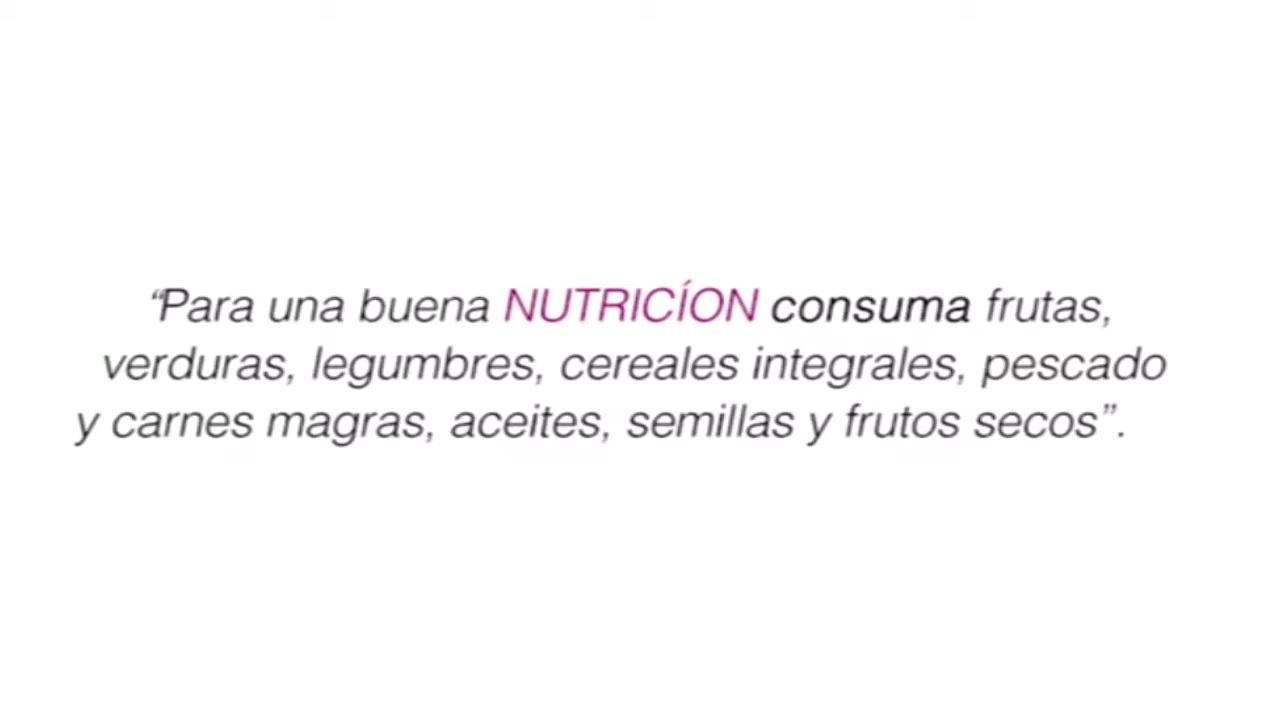 “Para una buena NUTRICÍON consuma frutas,
verduras, legumbres, cereales integrales, pescado
y carnes magras, aceites, semillas y frutos secos”.